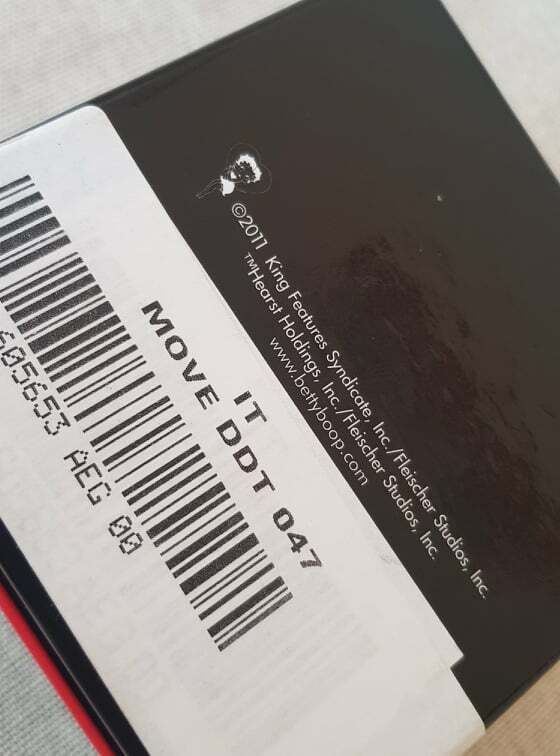 ©2011 King Features Syndicate, Inc./Fleischer Studios, Inc.
™Hearst Holdings, Inc./Fleischer Studios, Inc.
www.bettyboop.com
IT
MOVE DDT 047
605653 AEG 00